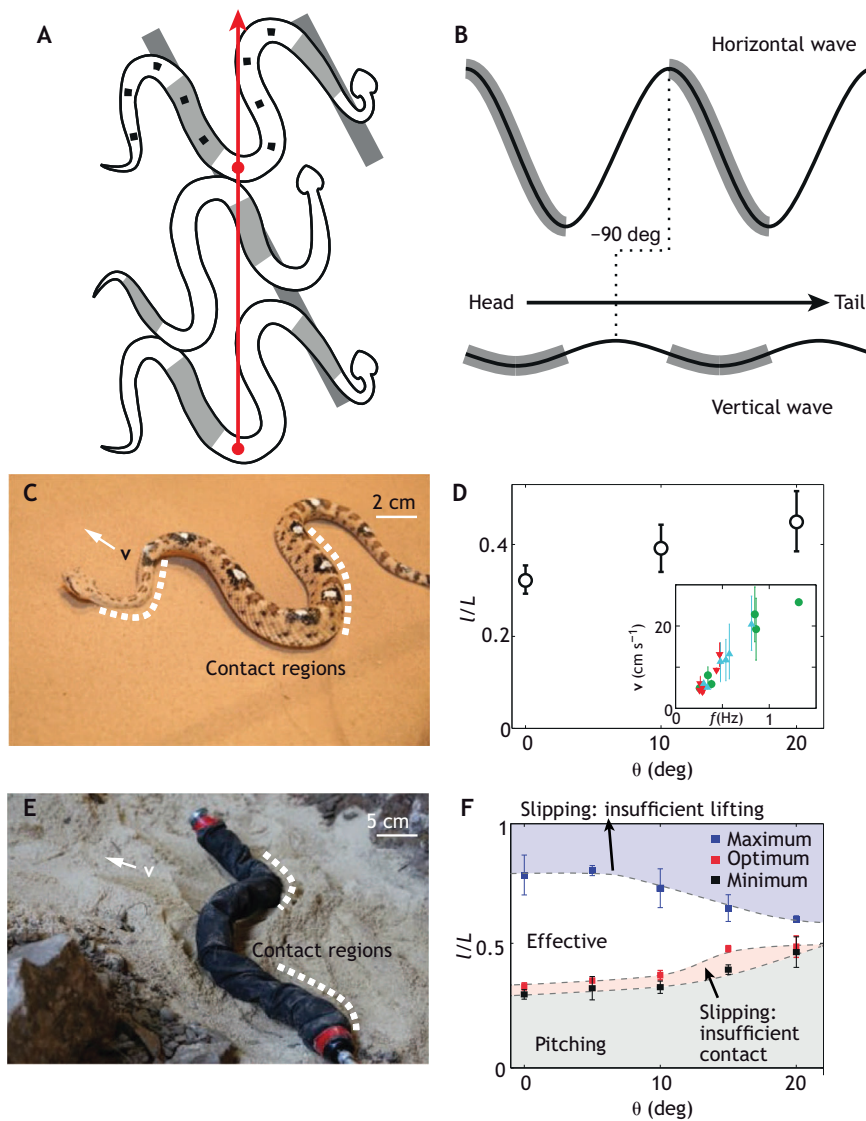 A
B
Horizontal wave
−90 deg
Head
Tail
Vertical wave
C
2 cm
v
Contact regions
D
0.4
0.2
0
l/L
0
10
20
θ (deg)
20
0
v (cm s⁻¹)
0
f(Hz)
1
E
5 cm
v
Contact regions
F
Slipping: insufficient lifting
1
0.5
0
l/L
Maximum
Optimum
Minimum
Effective
Slipping:
insufficient
contact
Pitching
0
10
20
θ (deg)